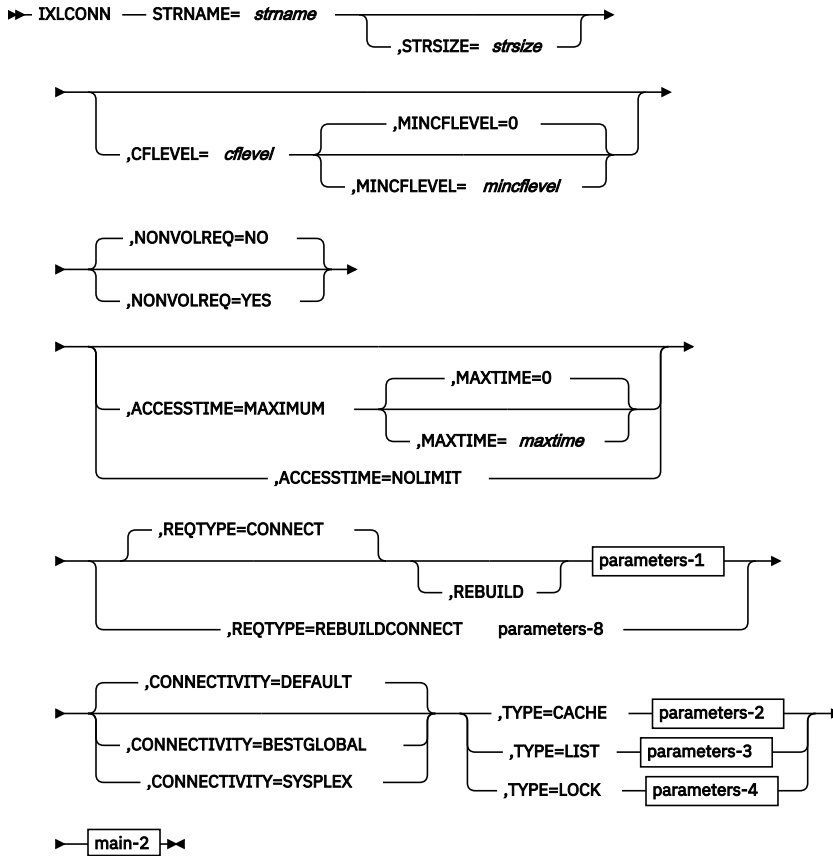 IXLCONN STRNAME= strname
,STRSIZE= strsize
,MINCFLEVEL=0
,CFLEVEL= cflevel
,MINCFLEVEL= mincflevel
,NONVOLREQ=NO
,NONVOLREQ=YES
,MAXTIME=0
,ACCESSTIME=MAXIMUM
,MAXTIME= maxtime
,ACCESSTIME=NOLIMIT
,REQTYPE=CONNECT
parameters-1
,REBUILD
,REQTYPE=REBUILDCONNECT parameters-8
,CONNECTIVITY=DEFAULT
,TYPE=CACHE parameters-2
,CONNECTIVITY=BESTGLOBAL
,TYPE=LIST parameters-3
,CONNECTIVITY=SYSPLEX
,TYPE=LOCK parameters-4
main-2